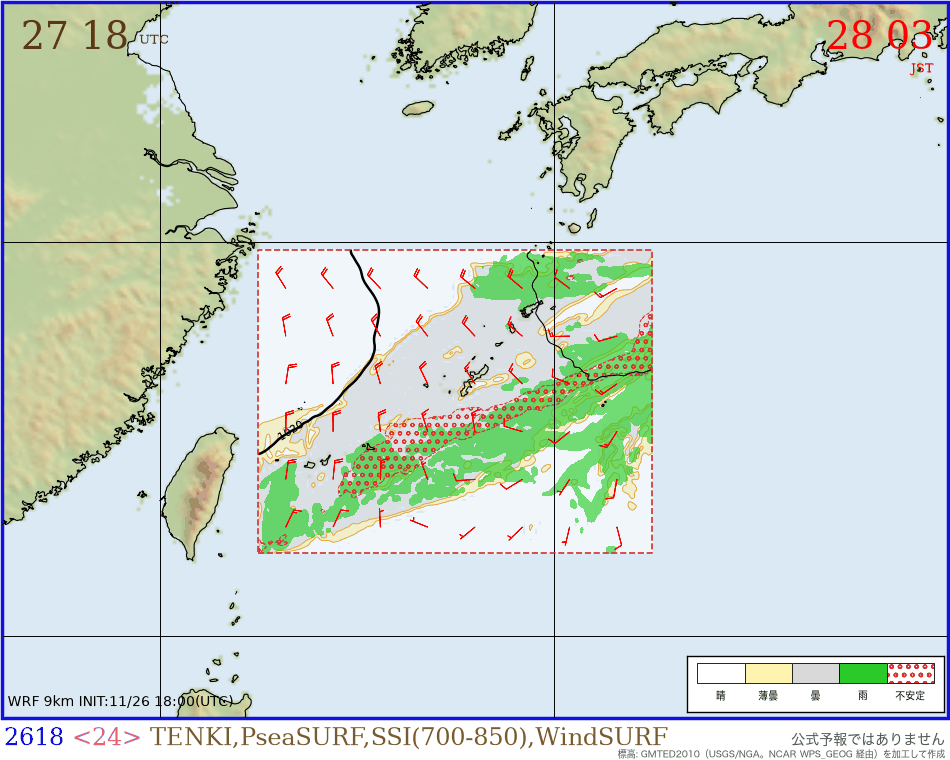 27 18 UTC
28 03
JST
1020
WRF 9km INIT:11/26 18:00(UTC)
晴 薄曇 曇 雨 不安定
2618 <24> TENKI,PseaSURF,SSI(700-850),WindSURF
公式予報ではありません
標高: GMTED2010（USGS/NGA。NCAR WPS_GEOG 経由）を加工して作成